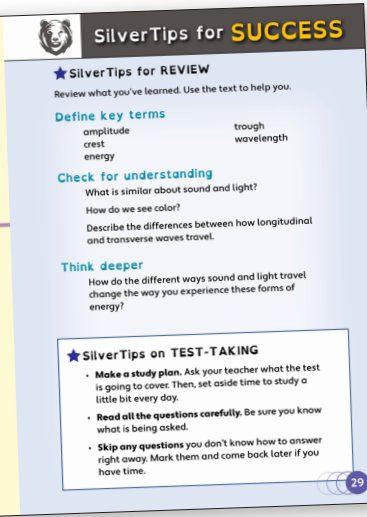 SilverTips for SUCCESS
SilverTips for REVIEW
Review what you've learned. Use the text to help you.
Define key terms
amplitude
crest
energy
trough
wavelength
Check for understanding
What is similar about sound and light?
How do we see color?
Describe the differences between how longitudinal
and transverse waves travel.
Think deeper
How do the different ways sound and light travel
change the way you experience these forms of
energy?
SilverTips on TEST-TAKING
• Make a study plan. Ask your teacher what the test
is going to cover. Then, set aside time to study a
little bit every day.
• Read all the questions carefully. Be sure you know
what is being asked.
• Skip any questions you don't know how to answer
right away. Mark them and come back later if you
have time.
29